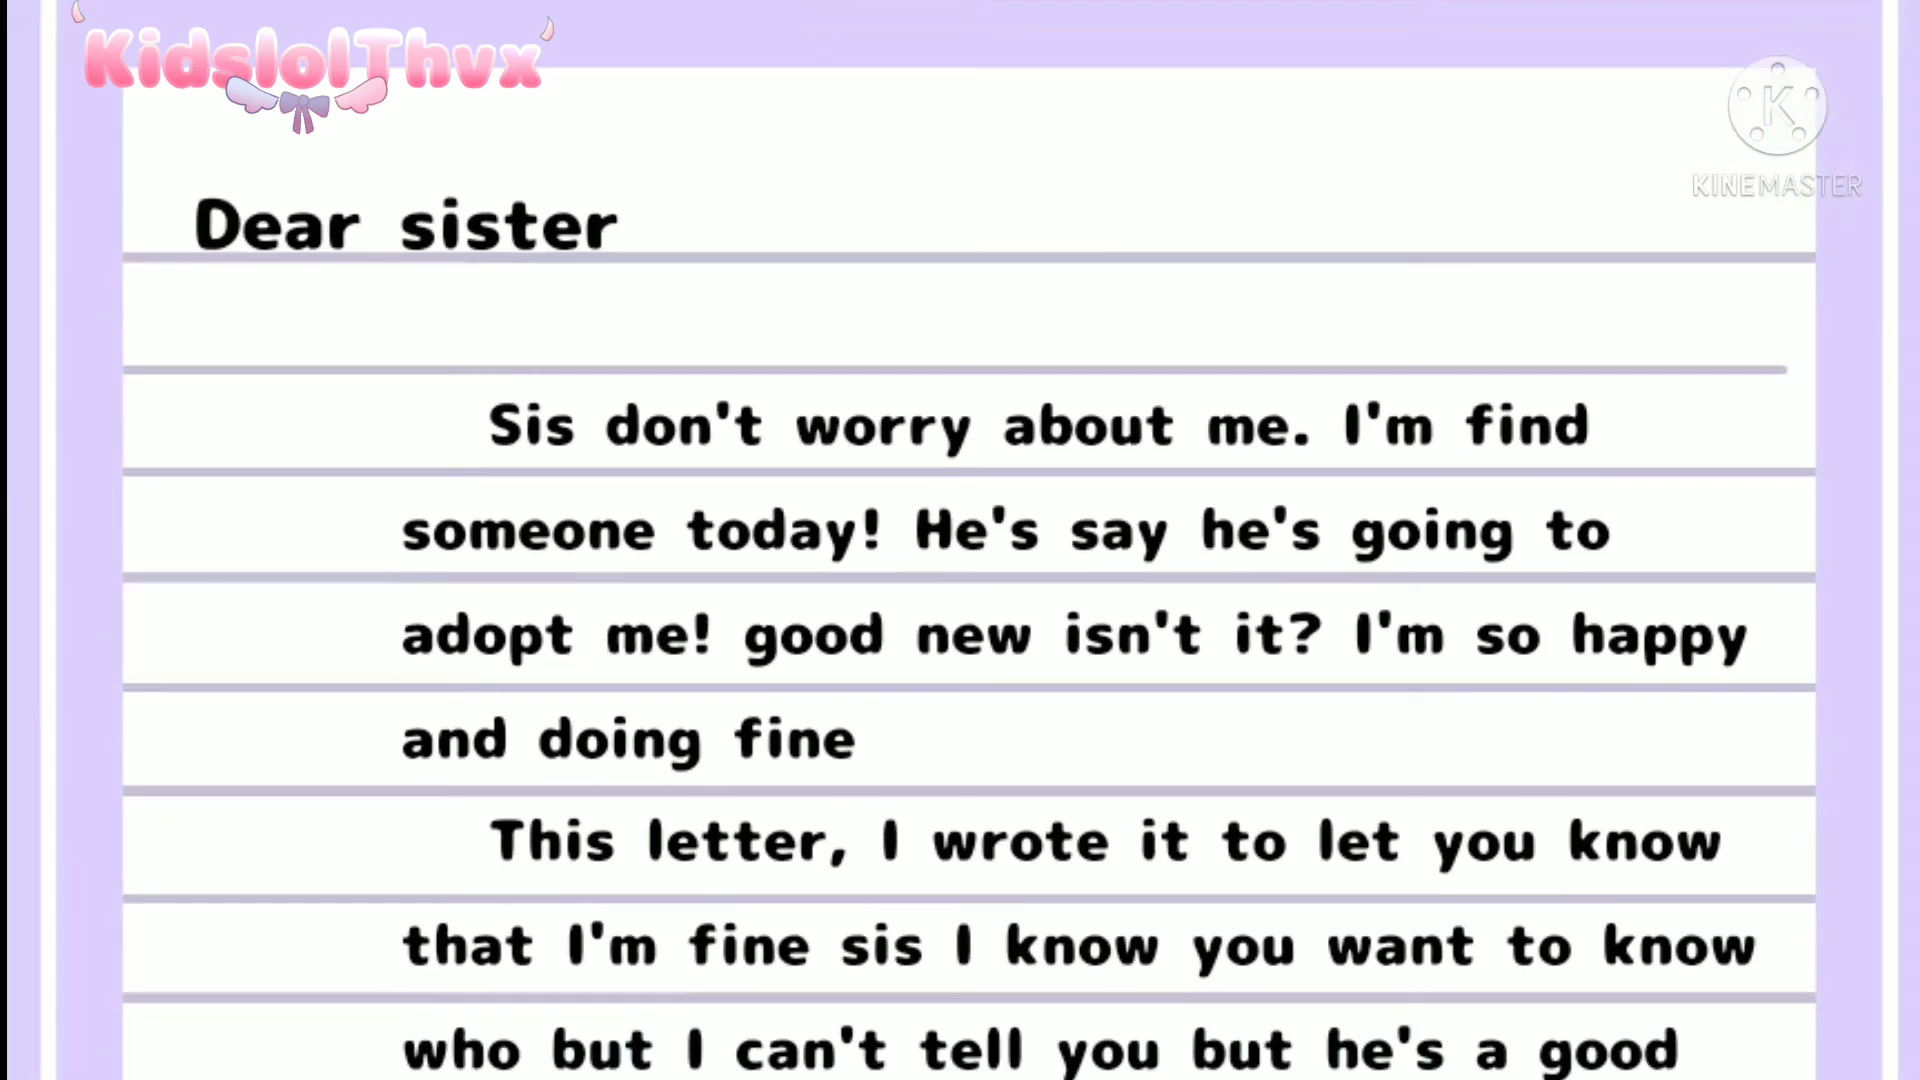 KidslolThvx
K
KINEMASTER
Dear sister
Sis don't worry about me. I'm find
someone today! He's say he's going to
adopt me! good new isn't it? I'm so happy
and doing fine
This letter, I wrote it to let you know
that I'm fine sis I know you want to know
who but I can't tell you but he's a good